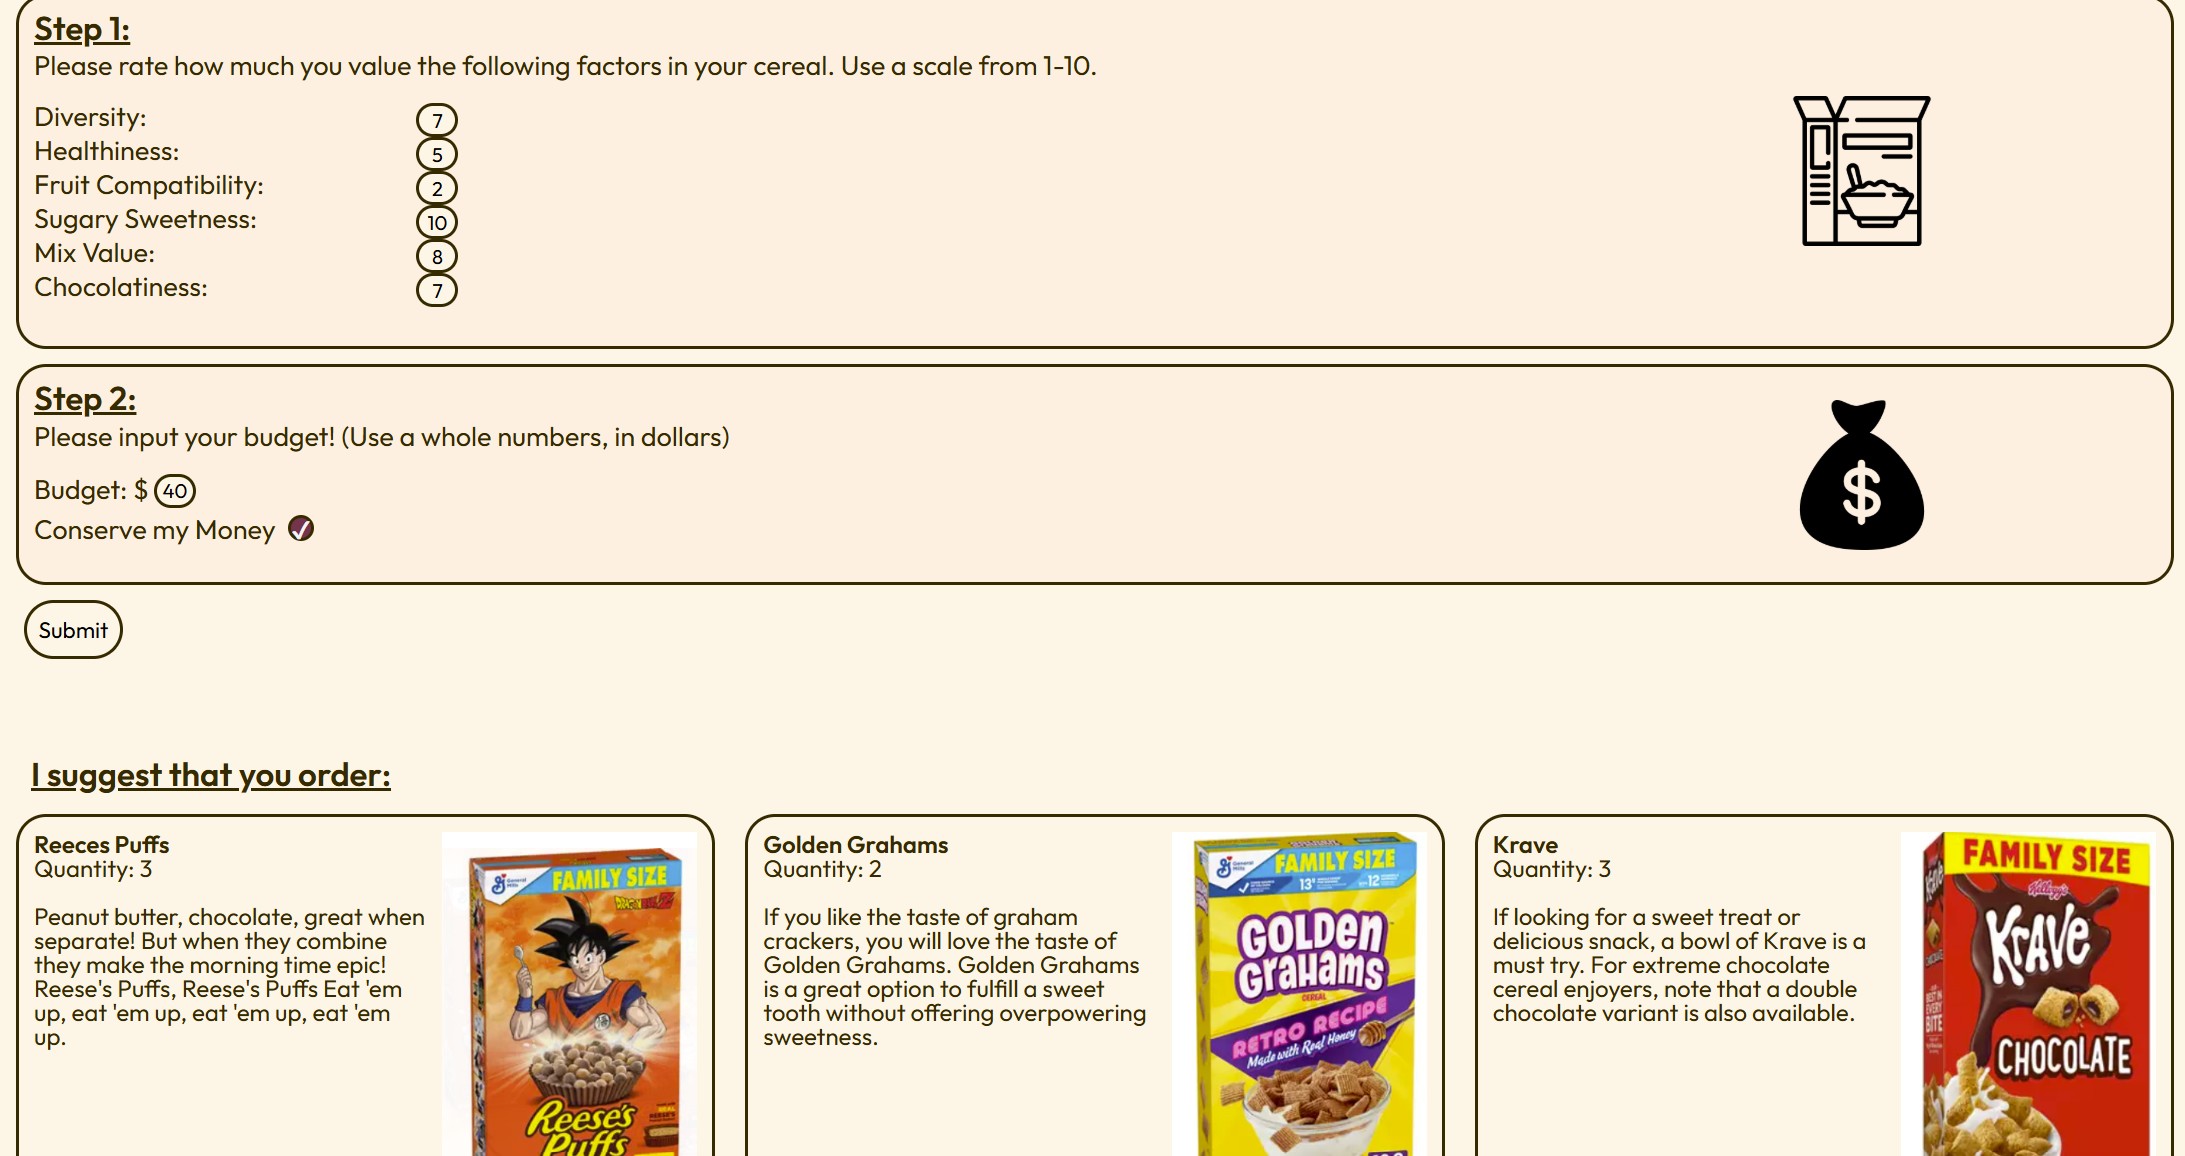 Step 1:
Please rate how much you value the following factors in your cereal. Use a scale from 1-10.
Diversity: 7
Healthiness: 5
Fruit Compatibility: 2
Sugary Sweetness: 10
Mix Value: 8
Chocolatiness: 7
Step 2:
Please input your budget! (Use a whole numbers, in dollars)
Budget: $ 40
Conserve my Money
$
Submit
I suggest that you order:
Reeces Puffs
Quantity: 3
Peanut butter, chocolate, great when
separate! But when they combine
they make the morning time epic!
Reese's Puffs, Reese's Puffs Eat 'em
up, eat 'em up, eat 'em up, eat 'em
up.
General
Mills
FAMILY SIZE
Reese's
Puffs
Golden Grahams
Quantity: 2
If you like the taste of graham
crackers, you will love the taste of
Golden Grahams. Golden Grahams
is a great option to fulfill a sweet
tooth without offering overpowering
sweetness.
General
Mills
FAMILY SIZE
GOLDEN
GRAHAMS
CEREAL
RETRO RECIPE
Made with Real Honey
Krave
Quantity: 3
If looking for a sweet treat or
delicious snack, a bowl of Krave is a
must try. For extreme chocolate
cereal enjoyers, note that a double
chocolate variant is also available.
FAMILY SIZE
Kellogg's
Krave
CHOCOLATE